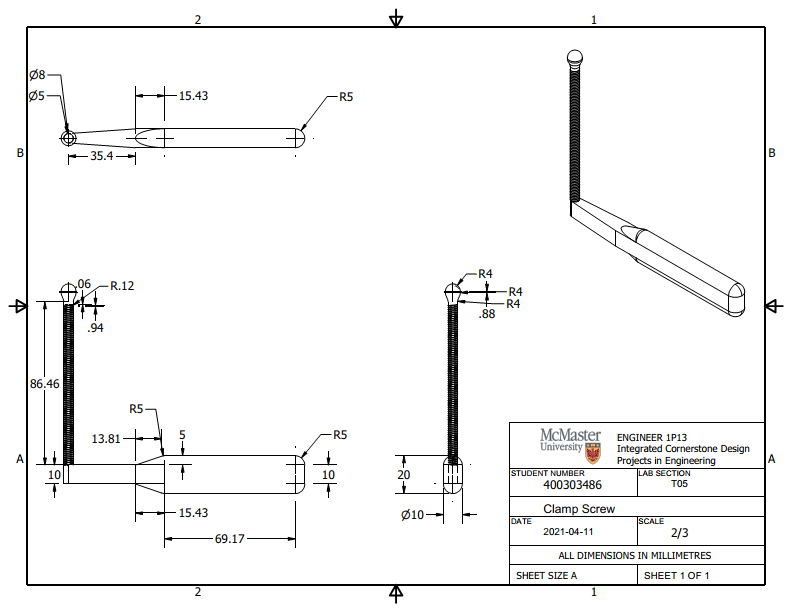 2
1
Ø8
Ø5
15.43
R5
35.4
B
B
.06
R.12
.94
86.46
R4
R4
R4
.88
R5
13.81
5
R5
A
A
10
10
15.43
69.17
20
Ø10
McMaster
University
ENGINEER 1P13
Integrated Cornerstone Design
Projects in Engineering
STUDENT NUMBER
400303486
LAB SECTION
T05
Clamp Screw
DATE
2021-04-11
SCALE
2/3
ALL DIMENSIONS IN MILLIMETRES
SHEET SIZE A
SHEET 1 OF 1
2
1